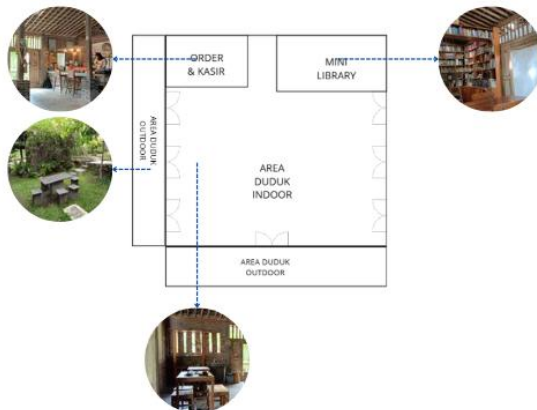 ORDER
& KASIR
MINI
LIBRARY
AREA DUDUK
OUTDOOR
AREA
DUDUK
INDOOR
AREA DUDUK
OUTDOOR